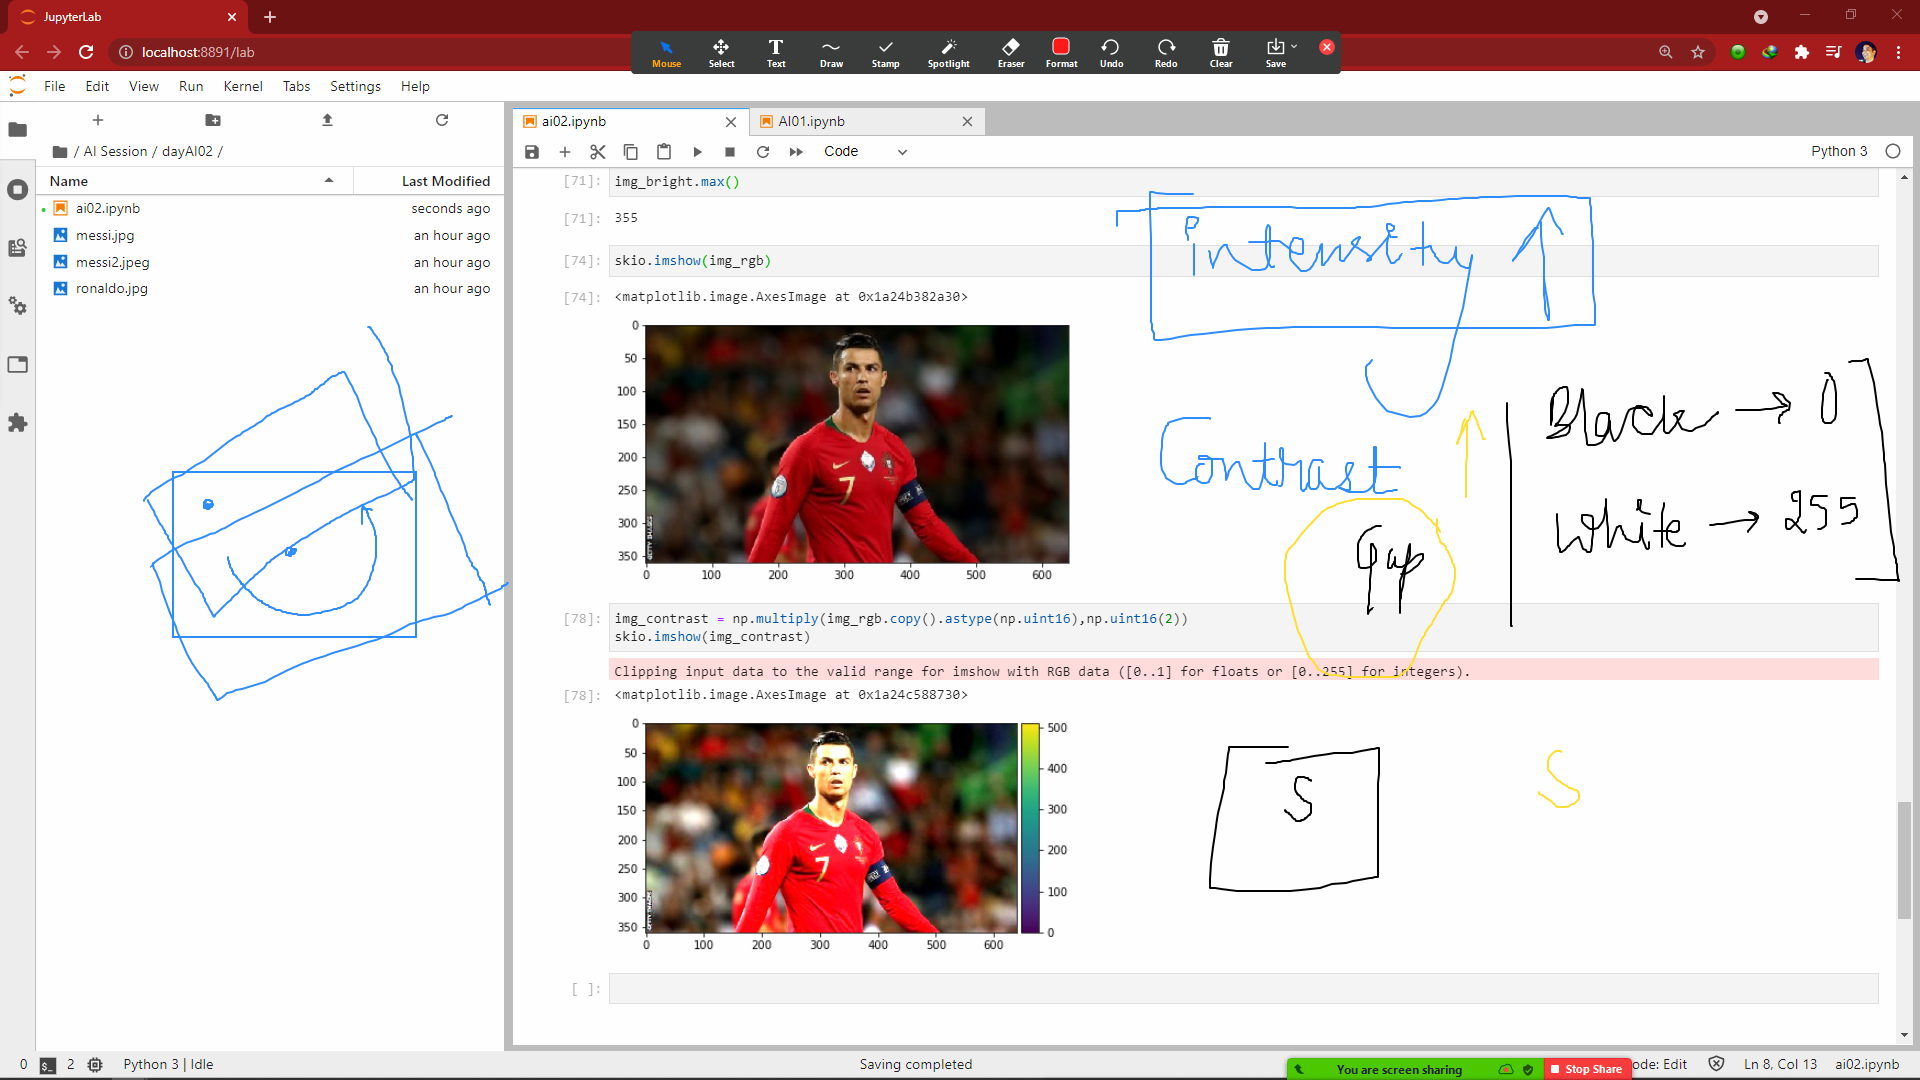 JupyterLab
localhost:8891/lab
Mouse Select Text Draw Stamp Spotlight Eraser Format Undo Redo Clear Save
File Edit View Run Kernel Tabs Settings Help
ai02.ipynb
AI01.ipynb
/ AI Session / dayAI02 /
Code
Python 3
Name Last Modified
ai02.ipynb seconds ago
messi.jpg an hour ago
messi2.jpeg an hour ago
ronaldo.jpg an hour ago
[71]: img_bright.max()
[71]: 355
[74]: skio.imshow(img_rgb)
[74]: <matplotlib.image.AxesImage at 0x1a24b382a30>
0
50
100
150
200
250
300
350
0 100 200 300 400 500 600
7
intensity ↑
Contrast ↑
gap
Black → 0
White → 255
[78]: img_contrast = np.multiply(img_rgb.copy().astype(np.uint16),np.uint16(2))
skio.imshow(img_contrast)
Clipping input data to the valid range for imshow with RGB data ([0..1] for floats or [0..255] for integers).
[78]: <matplotlib.image.AxesImage at 0x1a24c588730>
0
50
100
150
200
250
300
350
0 100 200 300 400 500 600
7
500
400
300
200
100
0
S
S
[ ]:
0 2 Python 3 | Idle
Saving completed
You are screen sharing
Stop Share
ode: Edit
Ln 8, Col 13
ai02.ipynb